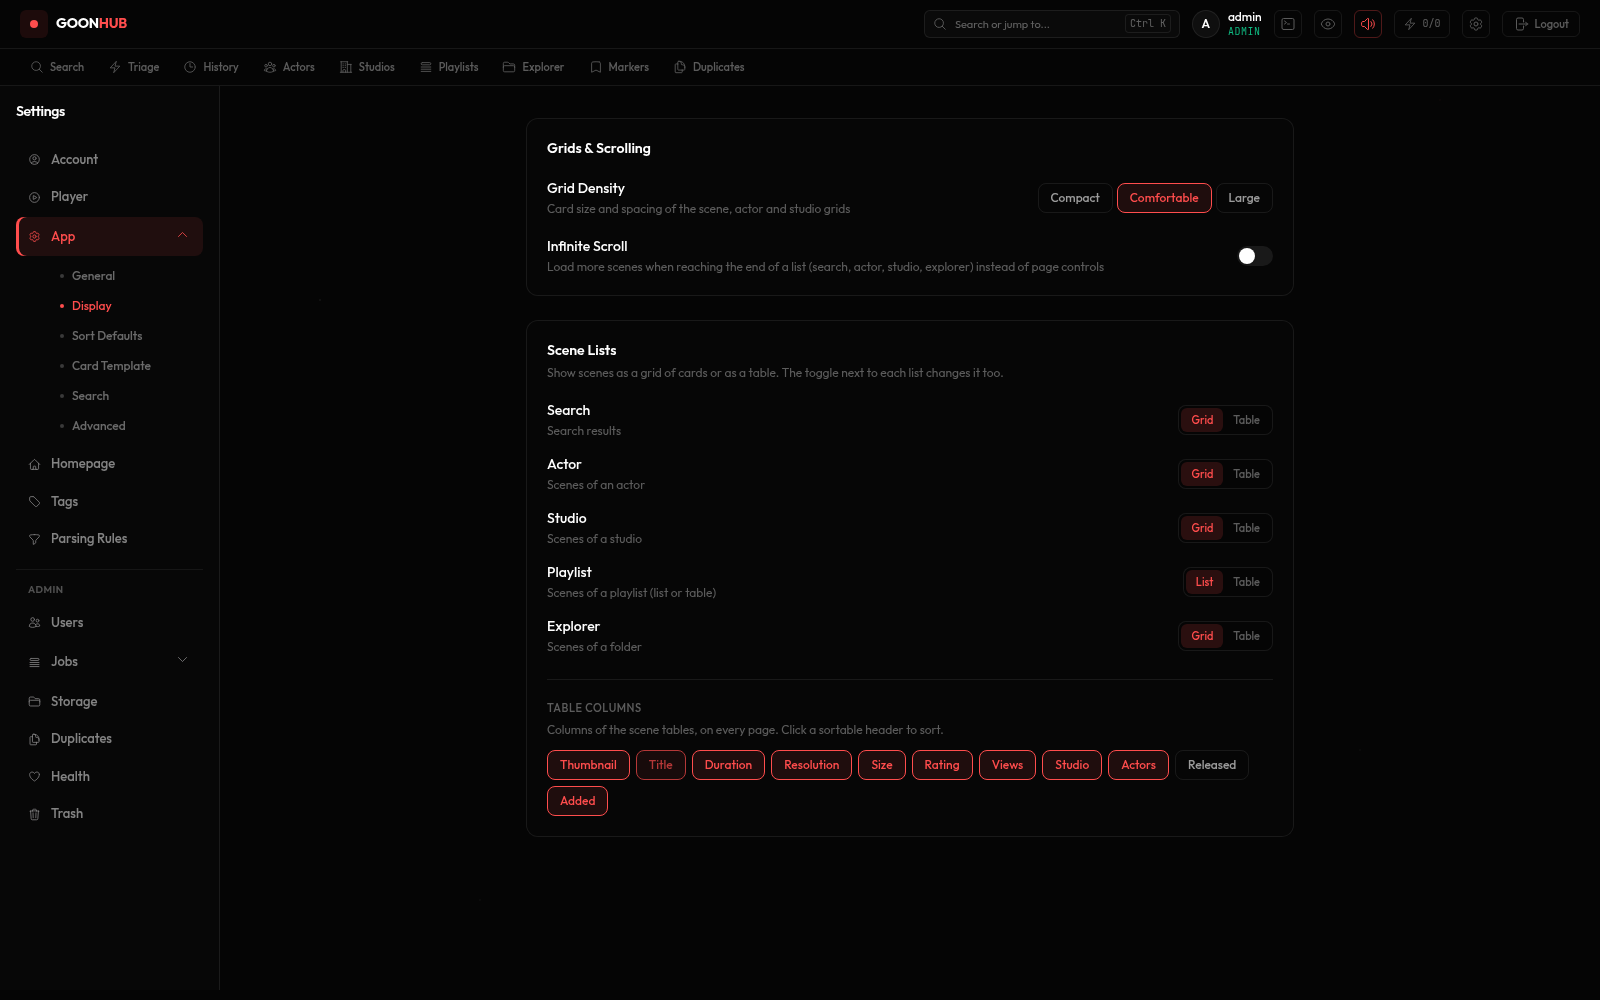 GOONHUB
Search or jump to...
Ctrl K
A
admin
ADMIN
0/0
Logout
Search
Triage
History
Actors
Studios
Playlists
Explorer
Markers
Duplicates
Settings
Account
Player
App
General
Display
Sort Defaults
Card Template
Search
Advanced
Homepage
Tags
Parsing Rules
ADMIN
Users
Jobs
Storage
Duplicates
Health
Trash
Grids & Scrolling
Grid Density
Card size and spacing of the scene, actor and studio grids
Compact
Comfortable
Large
Infinite Scroll
Load more scenes when reaching the end of a list (search, actor, studio, explorer) instead of page controls
Scene Lists
Show scenes as a grid of cards or as a table. The toggle next to each list changes it too.
Search
Search results
Grid
Table
Actor
Scenes of an actor
Grid
Table
Studio
Scenes of a studio
Grid
Table
Playlist
Scenes of a playlist (list or table)
List
Table
Explorer
Scenes of a folder
Grid
Table
TABLE COLUMNS
Columns of the scene tables, on every page. Click a sortable header to sort.
Thumbnail
Title
Duration
Resolution
Size
Rating
Views
Studio
Actors
Released
Added